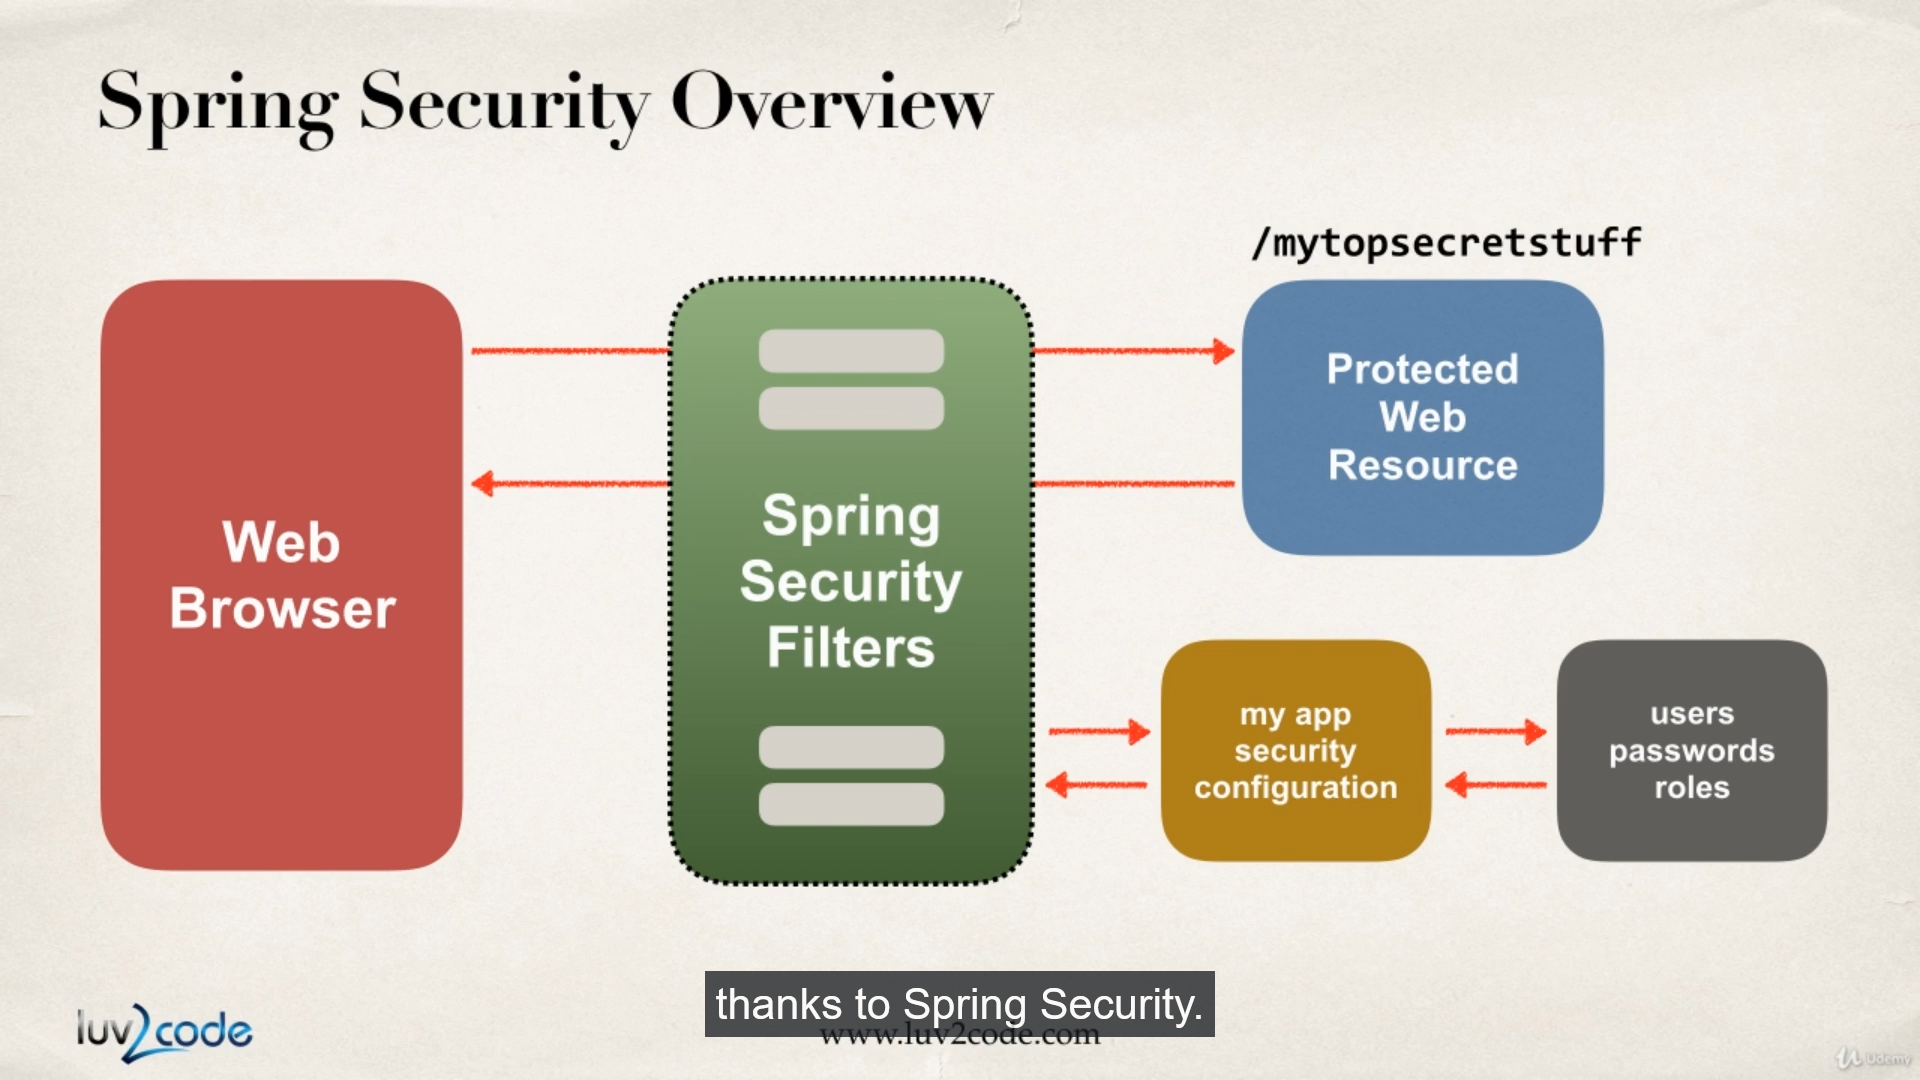 Spring Security Overview
/mytopsecretstuff
Web
Browser
Spring
Security
Filters
Protected
Web
Resource
my app
security
configuration
users
passwords
roles
thanks to Spring Security.
www.luv2code.com
luv2code
Udemy